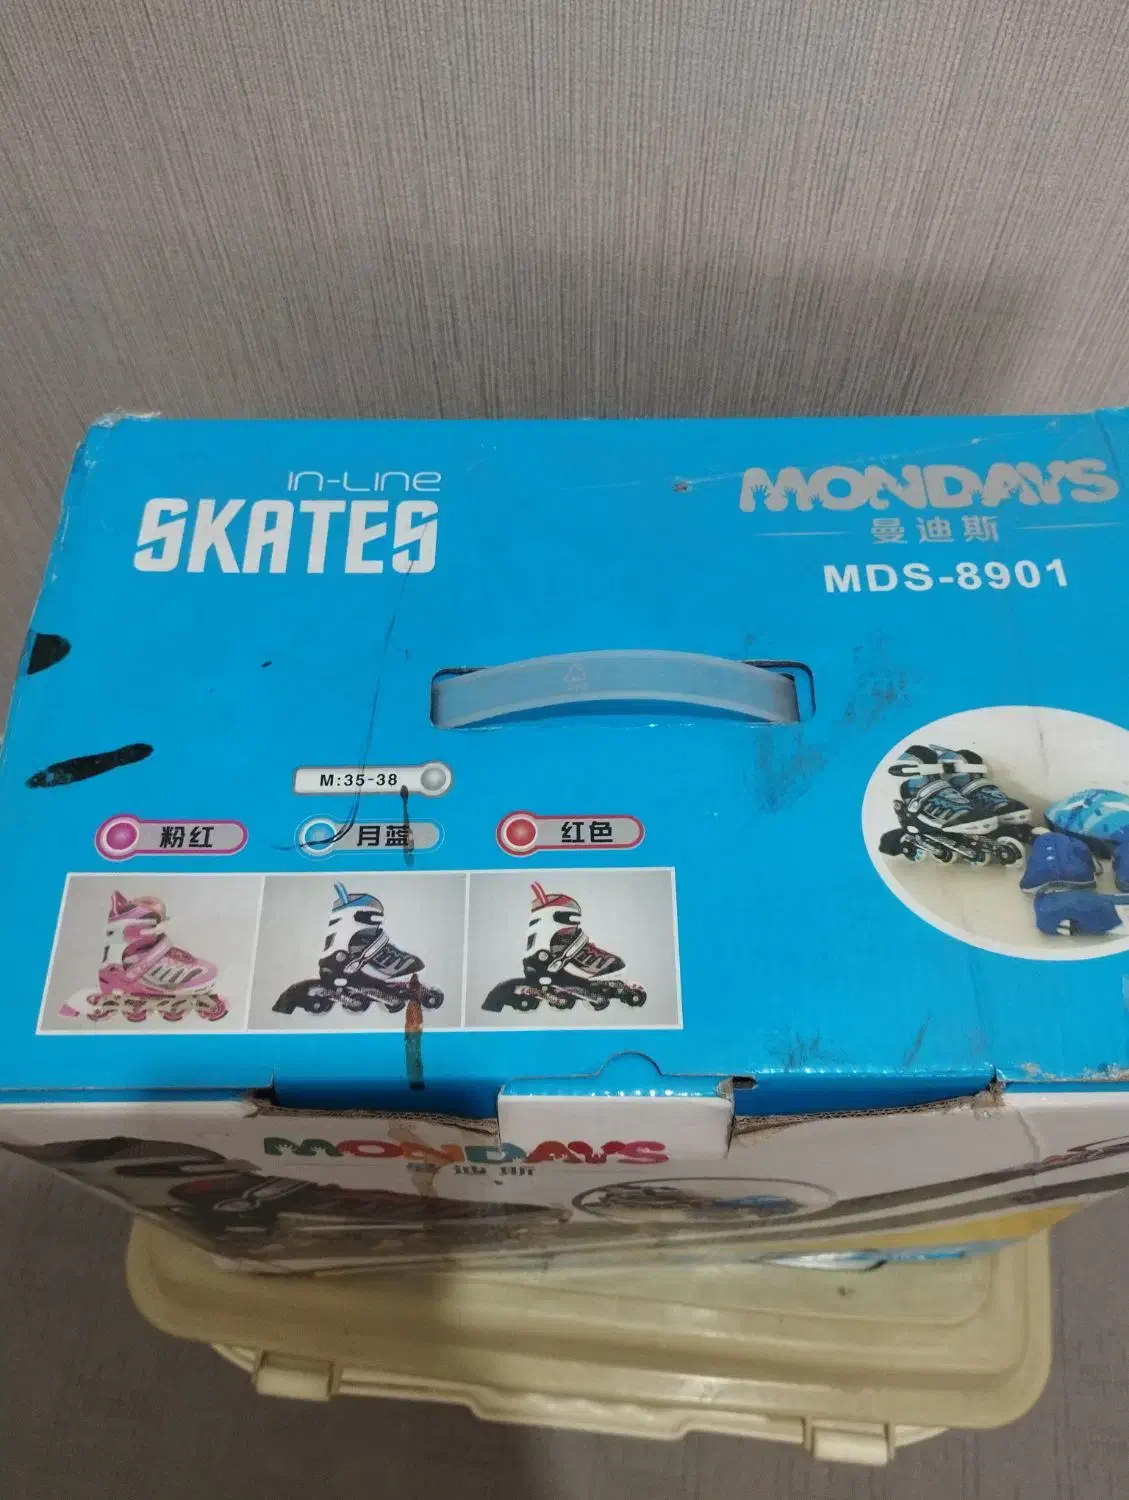 In-Line
SKATES
MONDAYS
曼迪斯
MDS-8901
M:35-38
粉红
月蓝
红色
MONDAYS
曼迪斯